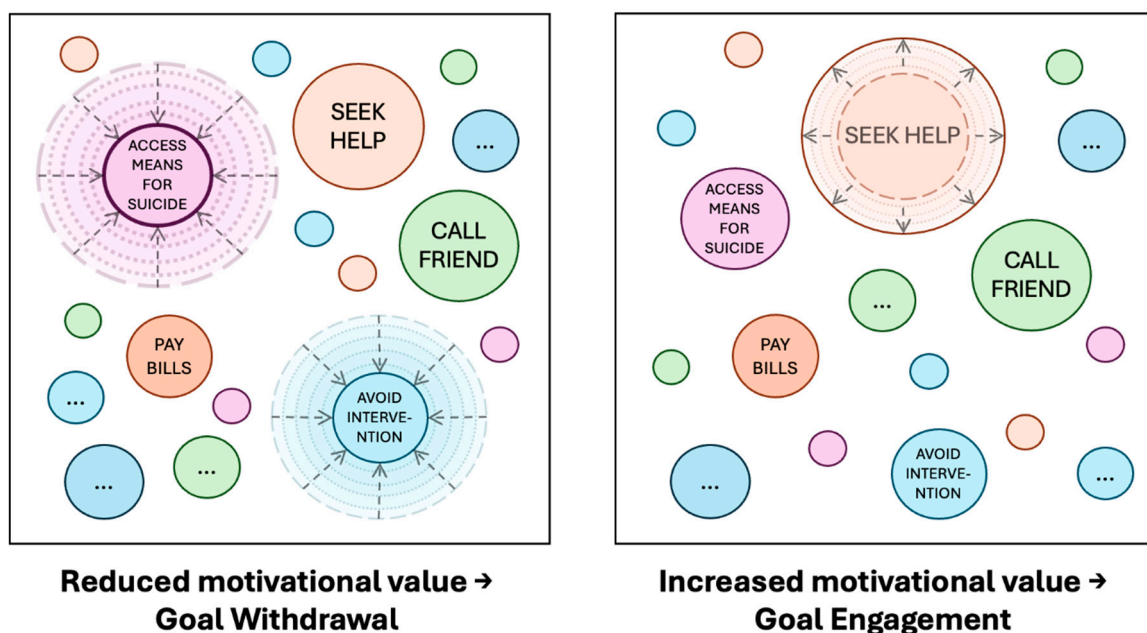 ACCESS
MEANS
FOR
SUICIDE
SEEK
HELP
...
CALL
FRIEND
PAY
BILLS
...
AVOID
INTERVE-
NTION
...
...
Reduced motivational value →
Goal Withdrawal
SEEK HELP
...
ACCESS
MEANS
FOR
SUICIDE
CALL
FRIEND
...
PAY
BILLS
AVOID
INTERVE-
NTION
...
...
Increased motivational value →
Goal Engagement